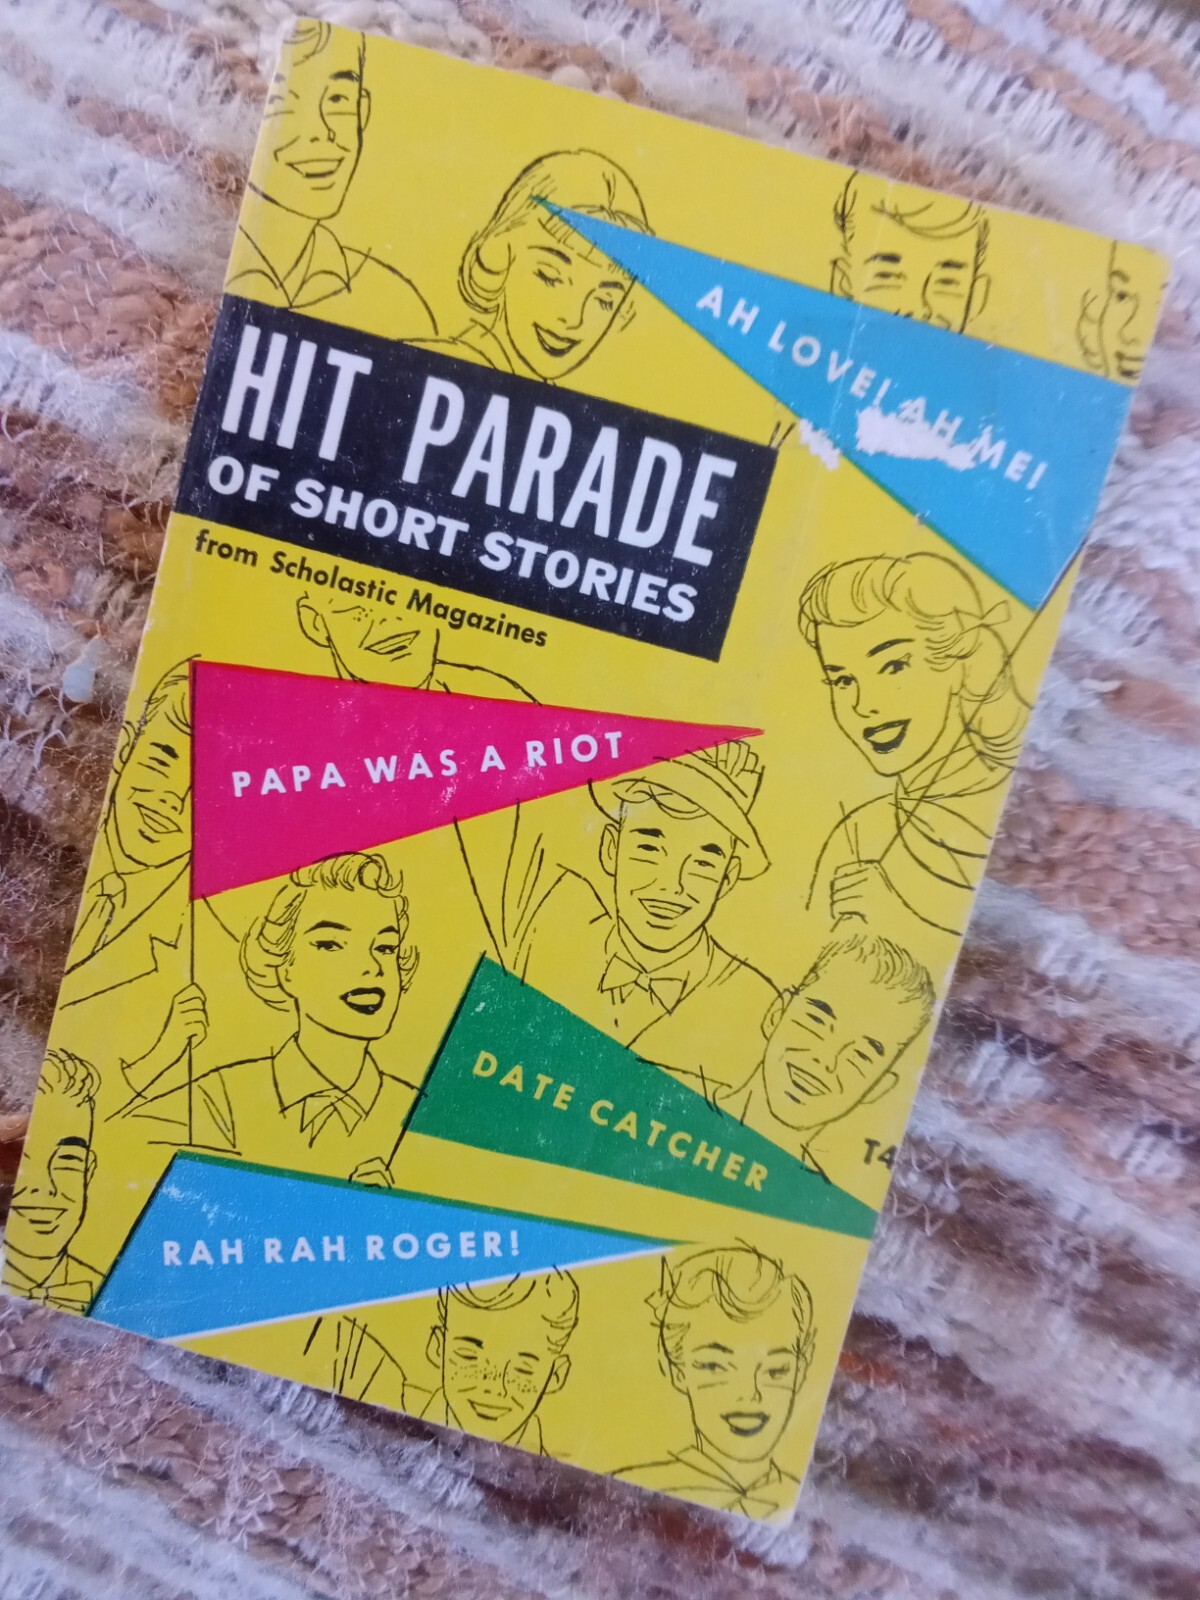 AH LOVE! AH ME!
HIT PARADE
OF SHORT STORIES
from Scholastic Magazines
PAPA WAS A RIOT
DATE CATCHER
T4
RAH RAH ROGER!